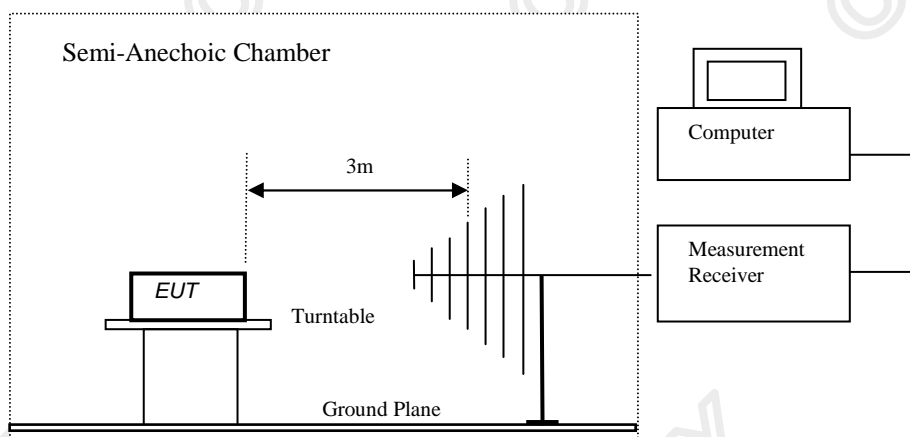 Semi-Anechoic Chamber
3m
EUT
Turntable
Ground Plane
Computer
Measurement
Receiver